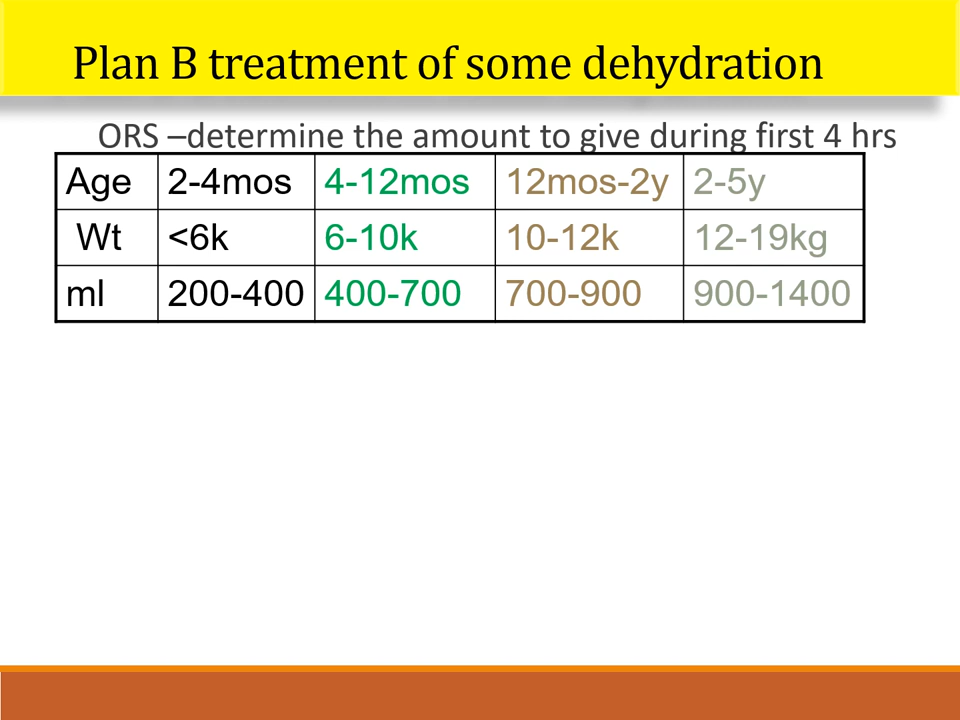 Plan B treatment of some dehydration
ORS –determine the amount to give during first 4 hrs
Age 2-4mos 4-12mos 12mos-2y 2-5y
Wt <6k 6-10k 10-12k 12-19kg
ml 200-400 400-700 700-900 900-1400